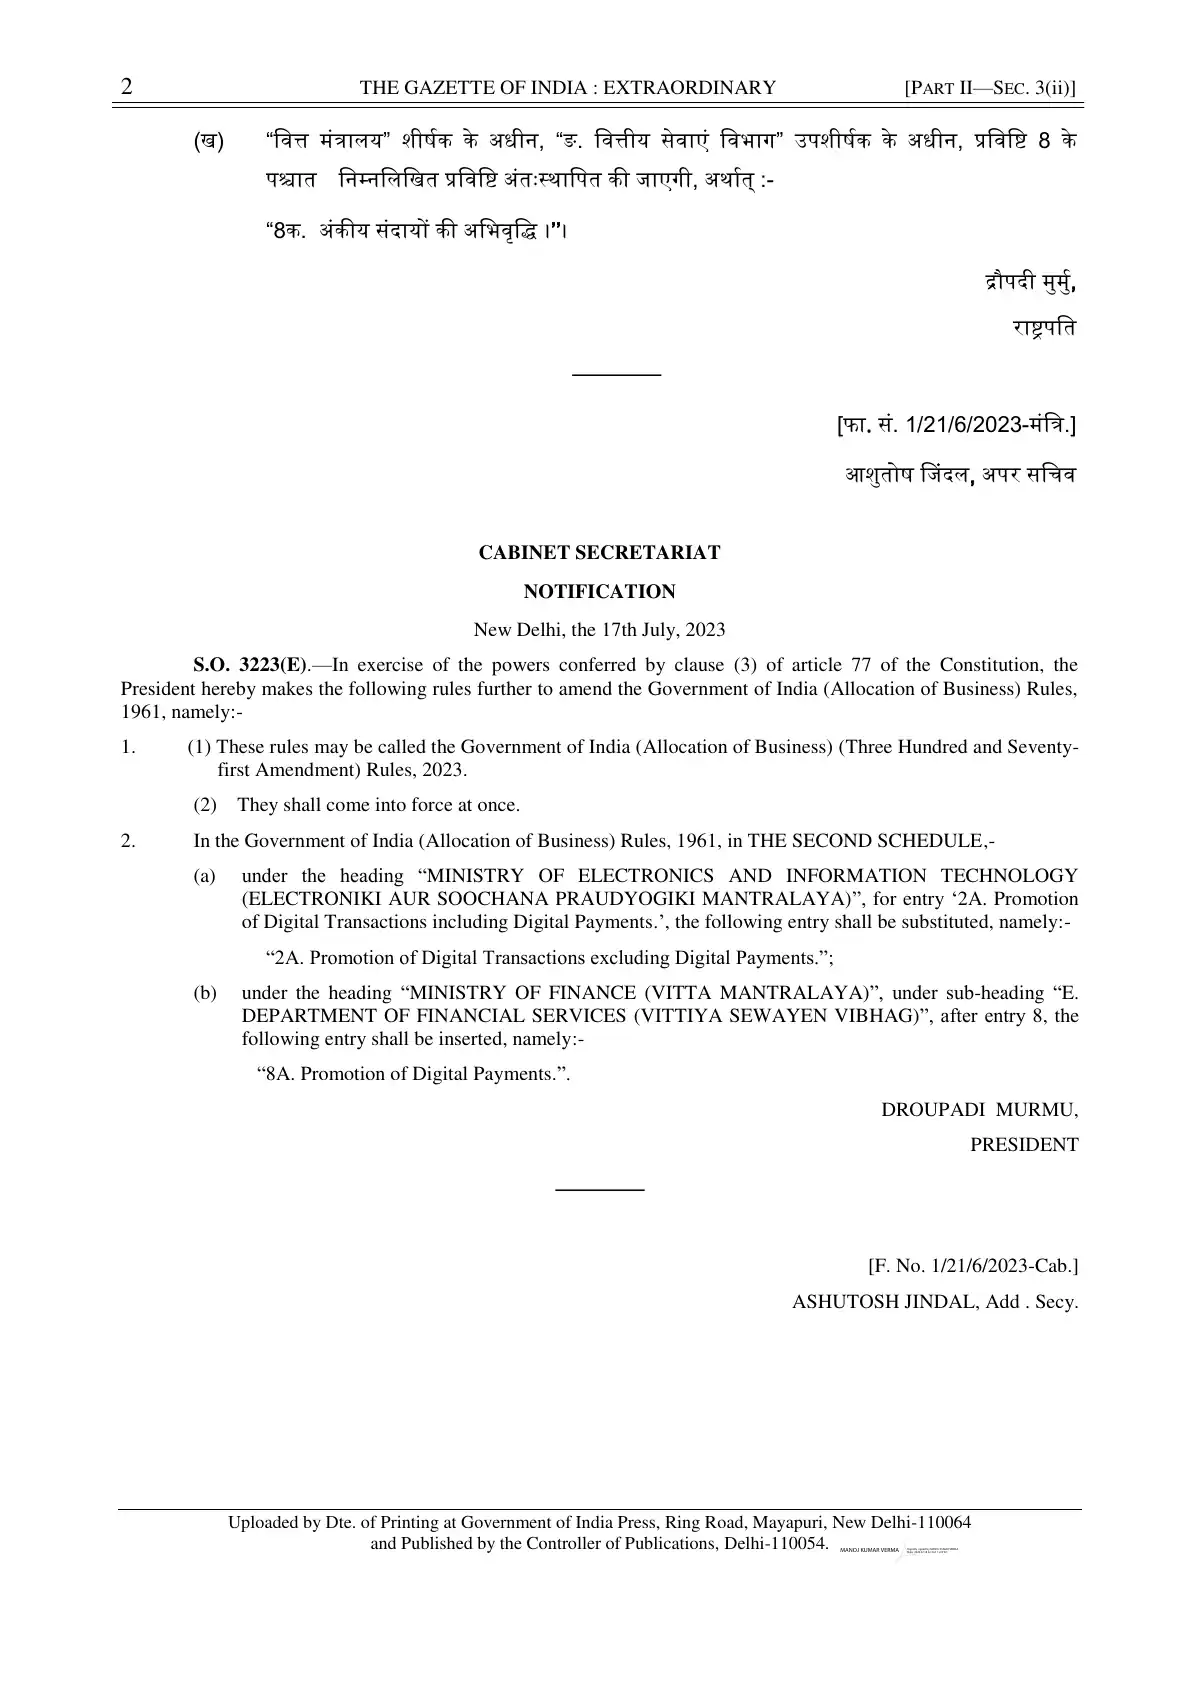 2 THE GAZETTE OF INDIA : EXTRAORDINARY [PART II—SEC. 3(ii)]
(ख) “वित्त मंत्रालय” शीर्षक के अधीन, “ङ. वित्तीय सेवाएं विभाग” उपशीर्षक के अधीन, प्रविष्टि 8 के
पश्चात निम्नलिखित प्रविष्टि अंतःस्थापित की जाएगी, अर्थात् :-
“8क. अंकीय संदायों की अभिवृद्धि ।”।
द्रौपदी मुर्मु,
राष्ट्रपति
[फा. सं. 1/21/6/2023-मंत्रि.]
आशुतोष जिंदल, अपर सचिव
CABINET SECRETARIAT
NOTIFICATION
New Delhi, the 17th July, 2023
S.O. 3223(E).—In exercise of the powers conferred by clause (3) of article 77 of the Constitution, the
President hereby makes the following rules further to amend the Government of India (Allocation of Business) Rules,
1961, namely:-
1. (1) These rules may be called the Government of India (Allocation of Business) (Three Hundred and Seventy-
first Amendment) Rules, 2023.
(2) They shall come into force at once.
2. In the Government of India (Allocation of Business) Rules, 1961, in THE SECOND SCHEDULE,-
(a) under the heading “MINISTRY OF ELECTRONICS AND INFORMATION TECHNOLOGY
(ELECTRONIKI AUR SOOCHANA PRAUDYOGIKI MANTRALAYA)”, for entry ‘2A. Promotion
of Digital Transactions including Digital Payments.’, the following entry shall be substituted, namely:-
“2A. Promotion of Digital Transactions excluding Digital Payments.”;
(b) under the heading “MINISTRY OF FINANCE (VITTA MANTRALAYA)”, under sub-heading “E.
DEPARTMENT OF FINANCIAL SERVICES (VITTIYA SEWAYEN VIBHAG)”, after entry 8, the
following entry shall be inserted, namely:-
“8A. Promotion of Digital Payments.”.
DROUPADI MURMU,
PRESIDENT
[F. No. 1/21/6/2023-Cab.]
ASHUTOSH JINDAL, Add . Secy.
Uploaded by Dte. of Printing at Government of India Press, Ring Road, Mayapuri, New Delhi-110064
and Published by the Controller of Publications, Delhi-110054. MANOJ KUMAR VERMA